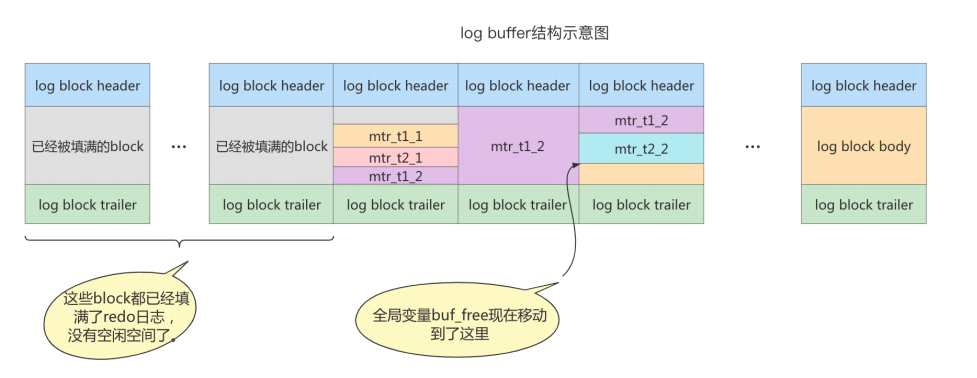 log buffer结构示意图
log block header
log block header
log block header
log block header
log block header
log block header
已经被填满的block
...
已经被填满的block
mtr_t1_1
mtr_t2_1
mtr_t1_2
mtr_t1_2
mtr_t1_2
mtr_t2_2
...
log block body
log block trailer
log block trailer
log block trailer
log block trailer
log block trailer
log block trailer
这些block都已经填
满了redo日志，
没有空闲空间了。
全局变量buf_free现在移动
到了这里